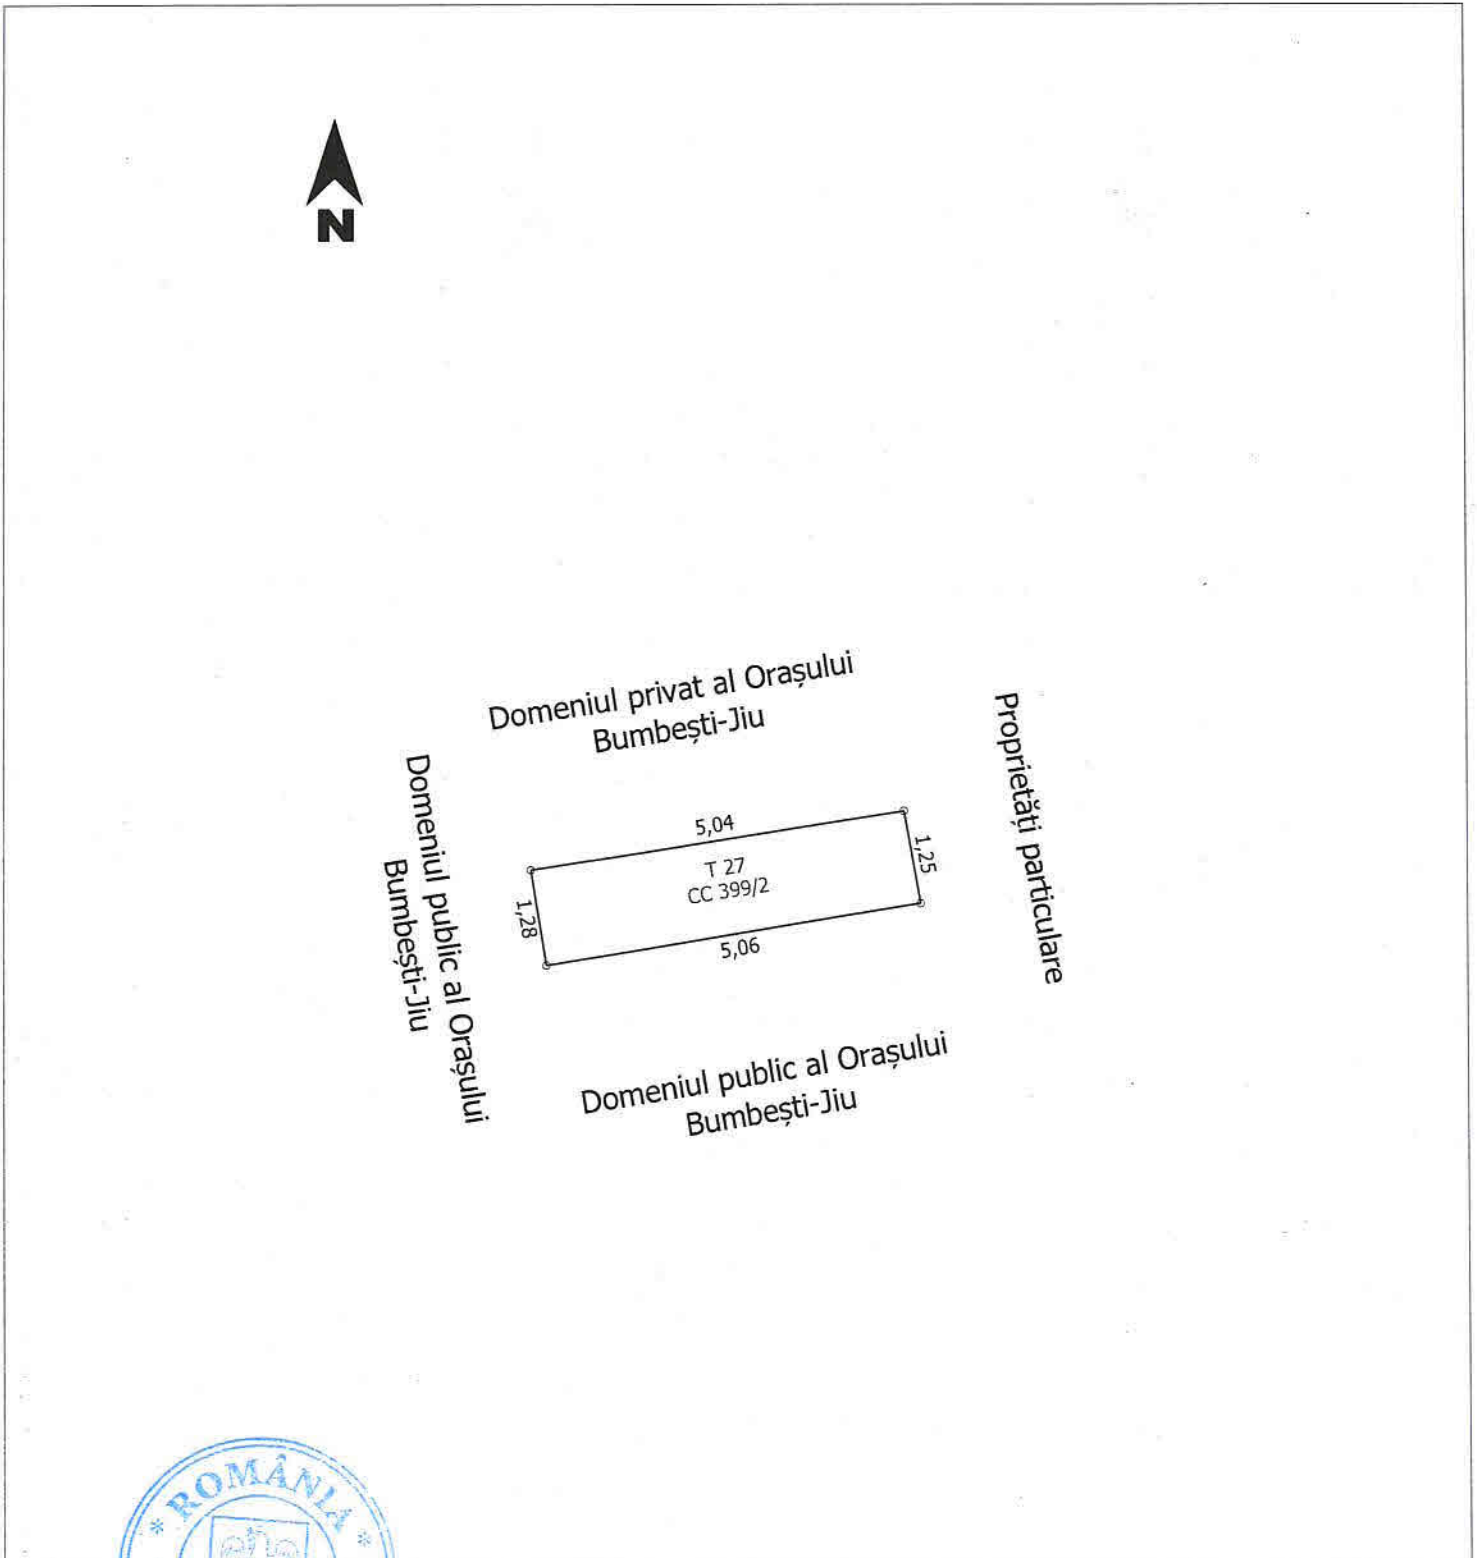 N
Domeniul privat al Orașului
Bumbești-Jiu
Proprietăți particulare
Domeniul public al Orașului
Bumbești-Jiu
5,04
1,25
T 27
CC 399/2
1,28
5,06
Domeniul public al Orașului
Bumbești-Jiu
* ROMÂNIA *